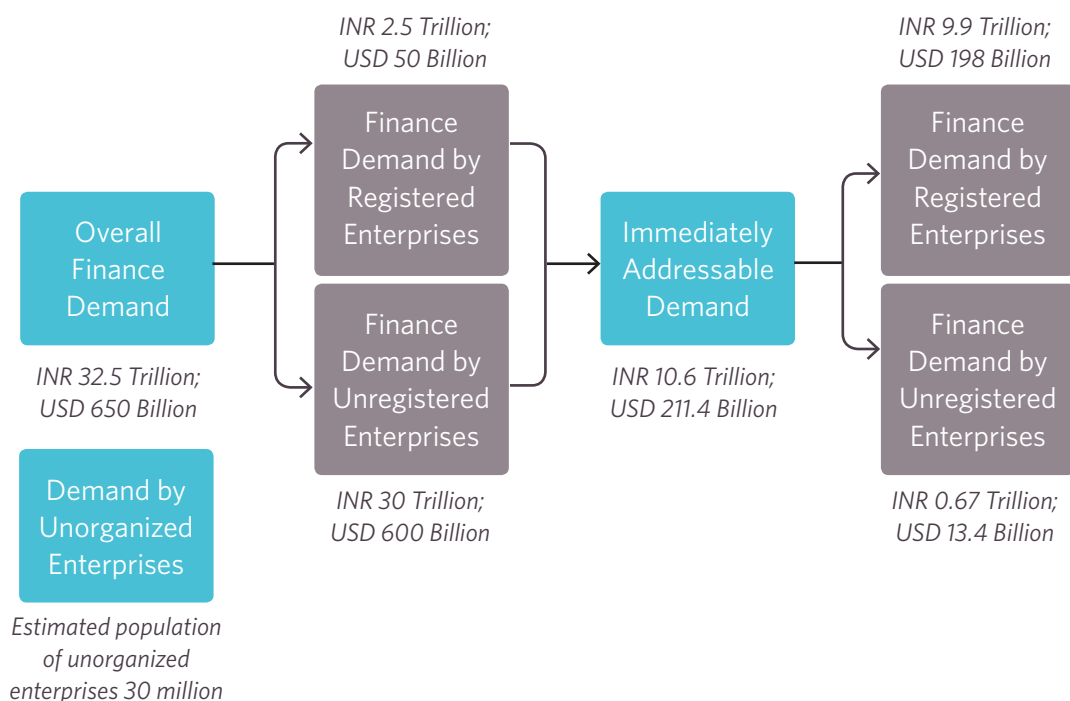 INR 2.5 Trillion;
USD 50 Billion
INR 9.9 Trillion;
USD 198 Billion
Finance
Demand by
Registered
Enterprises
Finance
Demand by
Registered
Enterprises
Overall
Finance
Demand
Immediately
Addressable
Demand
Finance
Demand by
Unregistered
Enterprises
Finance
Demand by
Unregistered
Enterprises
INR 32.5 Trillion;
USD 650 Billion
INR 10.6 Trillion;
USD 211.4 Billion
Demand by
Unorganized
Enterprises
INR 30 Trillion;
USD 600 Billion
INR 0.67 Trillion;
USD 13.4 Billion
Estimated population
of unorganized
enterprises 30 million